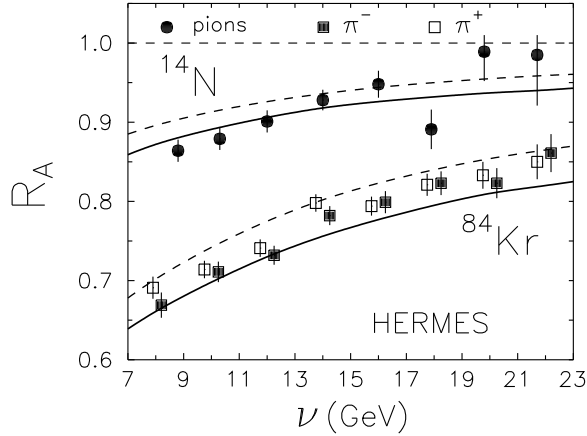 ● pions ■ π⁻ □ π⁺
1.0
¹⁴N
0.9
R_A
0.8
⁸⁴Kr
0.7
HERMES
0.6
7 9 11 13 15 17 19 21 23
ν (GeV)